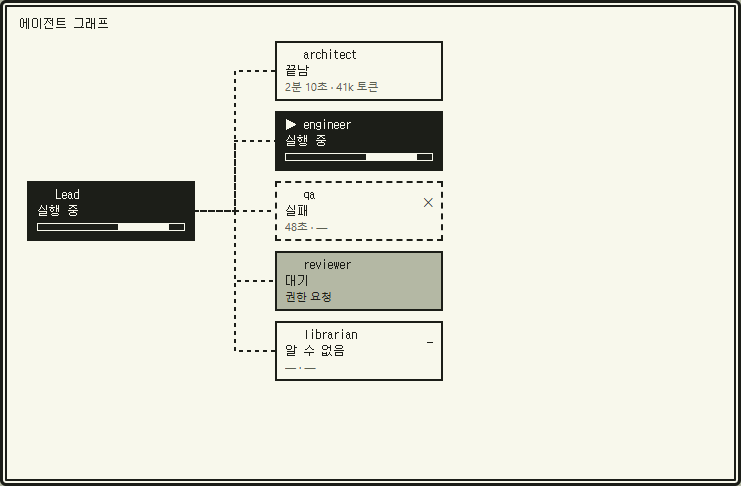 에이전트 그래프
architect
끝남
2분 10초 · 41k 토큰
▶ engineer
실행 중
Lead
실행 중
qa
실패
48초 · —
×
reviewer
대기
권한 요청
librarian
알 수 없음
— · —
–